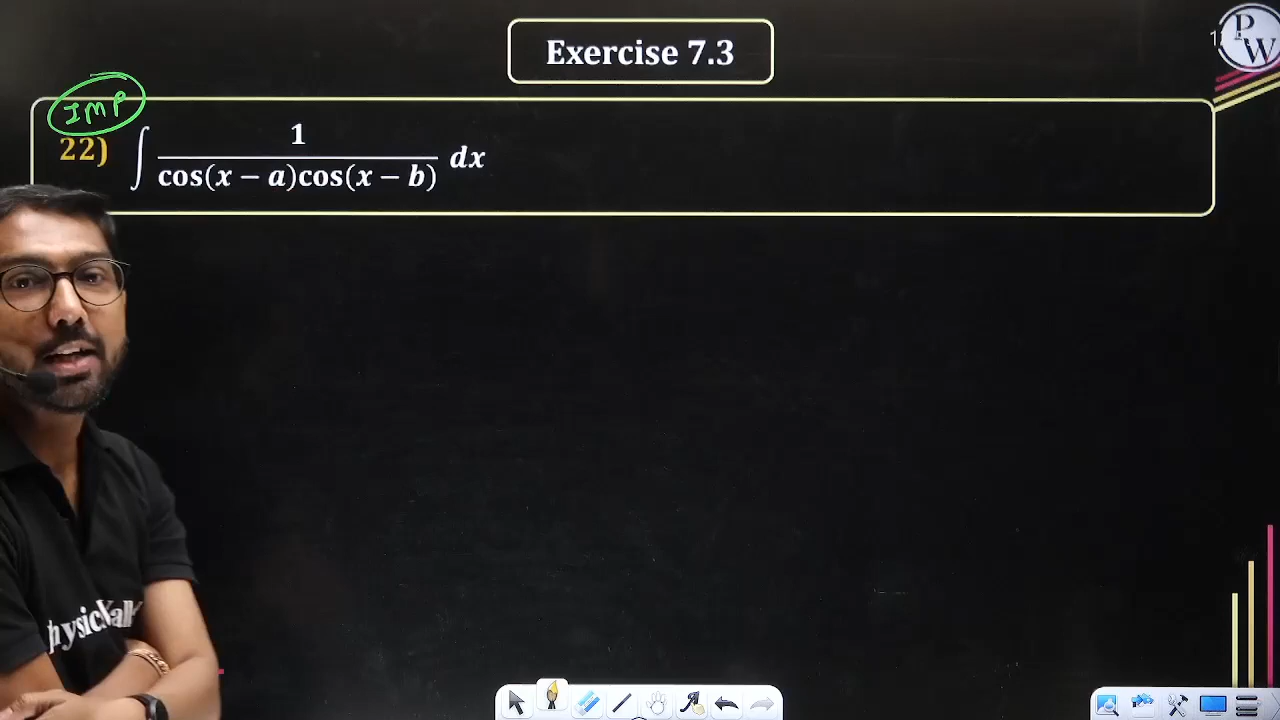 Exercise 7.3
P
W
IMP
22) ∫ 1 / cos(x − a)cos(x − b) dx